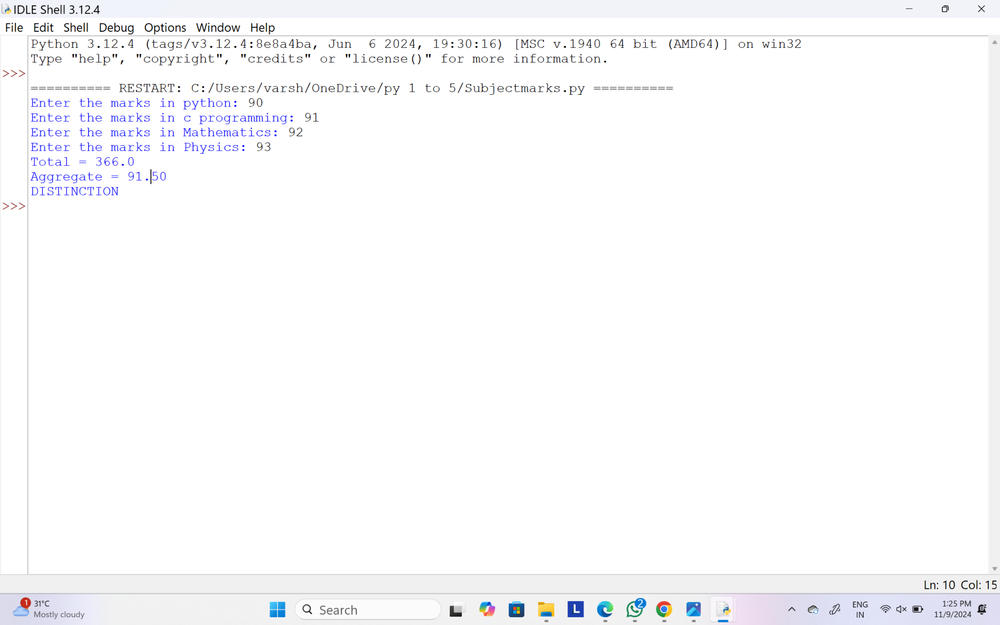 IDLE Shell 3.12.4
File Edit Shell Debug Options Window Help
Python 3.12.4 (tags/v3.12.4:8e8a4ba, Jun  6 2024, 19:30:16) [MSC v.1940 64 bit (AMD64)] on win32
Type "help", "copyright", "credits" or "license()" for more information.
>>>
========== RESTART: C:/Users/varsh/OneDrive/py 1 to 5/Subjectmarks.py ==========
Enter the marks in python: 90
Enter the marks in c programming: 91
Enter the marks in Mathematics: 92
Enter the marks in Physics: 93
Total = 366.0
Aggregate = 91.50
DISTINCTION
>>>
Ln: 10 Col: 15
1 31°C
Mostly cloudy
Search
L
2
ENG
IN
1:25 PM
11/9/2024